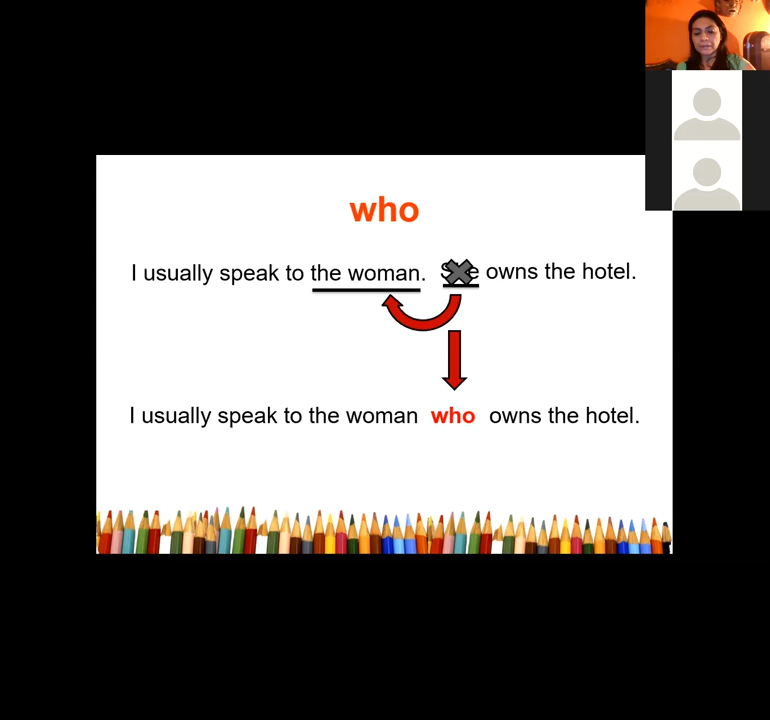 who
I usually speak to the woman. owns the hotel.
I usually speak to the woman who owns the hotel.